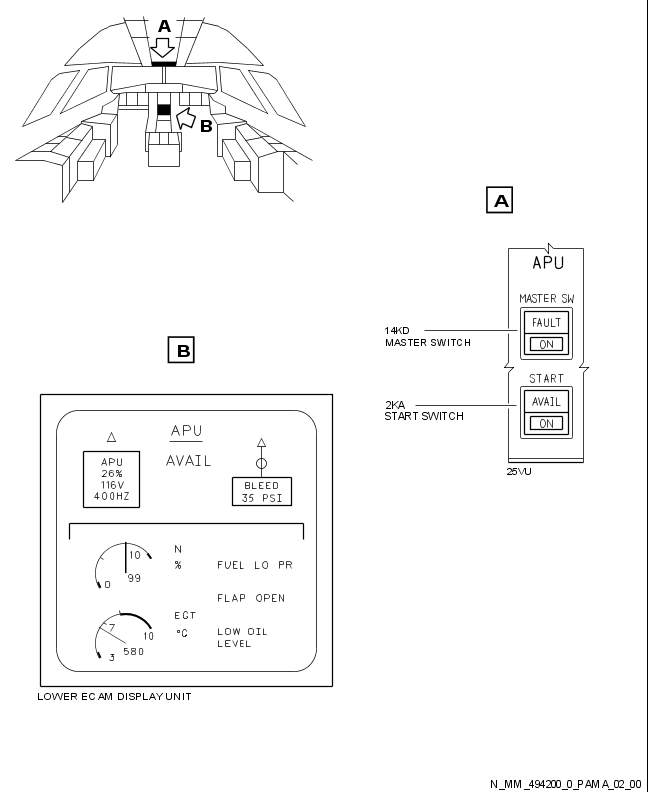 A
B
A
APU
MASTER SW
FAULT
ON
14KD
MASTER SWITCH
START
AVAIL
ON
2KA
START SWITCH
25VU
B
APU
AVAIL
APU
26%
116V
400HZ
BLEED
35 PSI
N
%
10
0
99
FUEL LO PR
FLAP OPEN
EGT
°C
7
10
3
580
LOW OIL
LEVEL
LOWER ECAM DISPLAY UNIT
N_MM_494200_0_PAMA_02_00